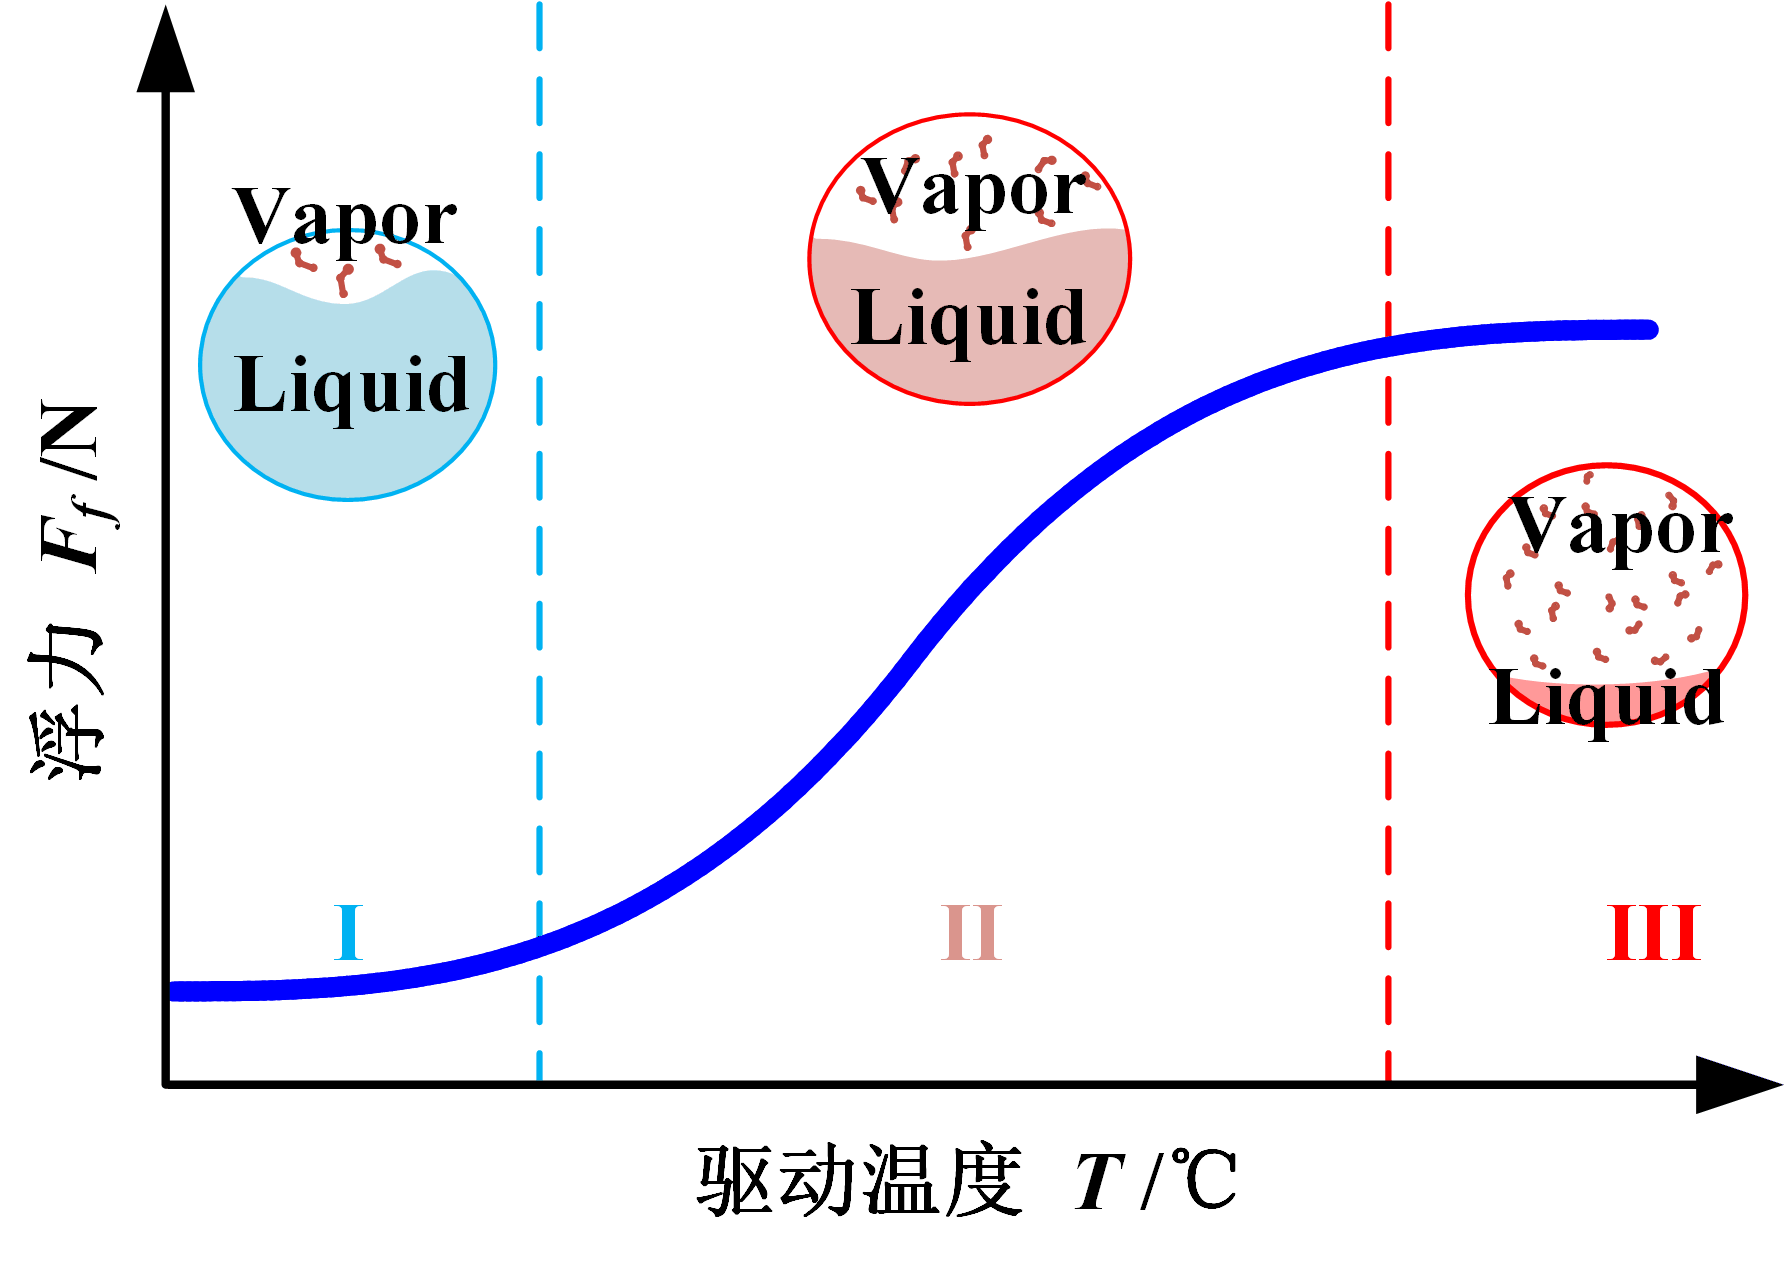 Vapor
Liquid
Vapor
Liquid
Vapor
Liquid
I
II
III
浮力 Ff /N
驱动温度 T /℃